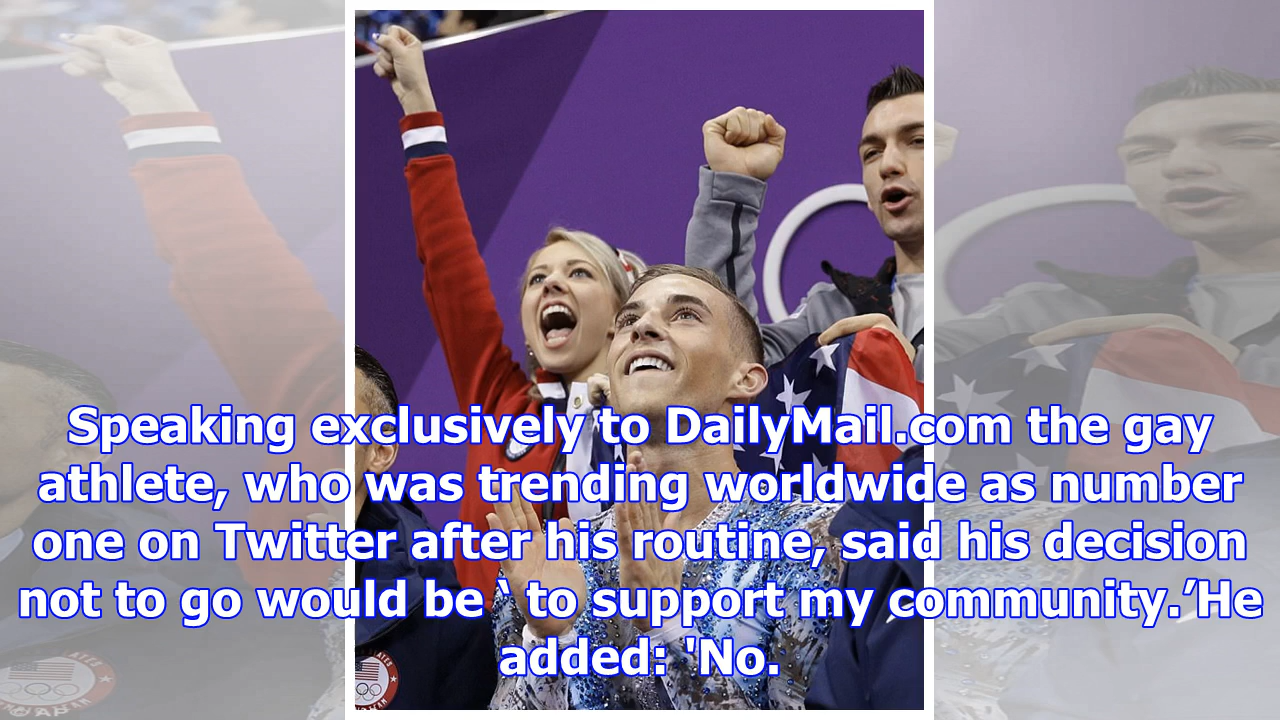 Speaking exclusively to DailyMail.com the gay
athlete, who was trending worldwide as number
one on Twitter after his routine, said his decision
not to go would be ‘ to support my community.’He
added: 'No.